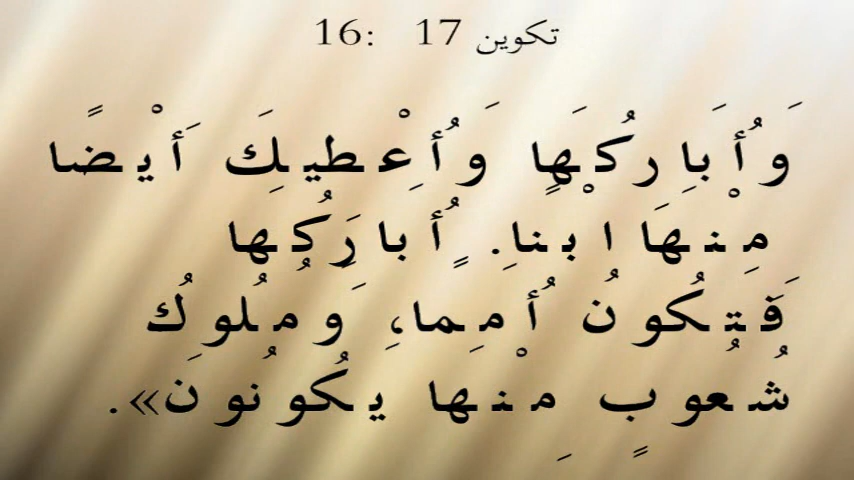 تكوين 17 :16
وَأُبَارِكُهَا وَأُعْطِيكَ أَيْضًا
مِنْهَا ابْنًا. أُبَارِكُهَا
فَتَكُونُ أُمَمًا، وَمُلُوكُ
شُعُوبٍ مِنْهَا يَكُونُونَ».